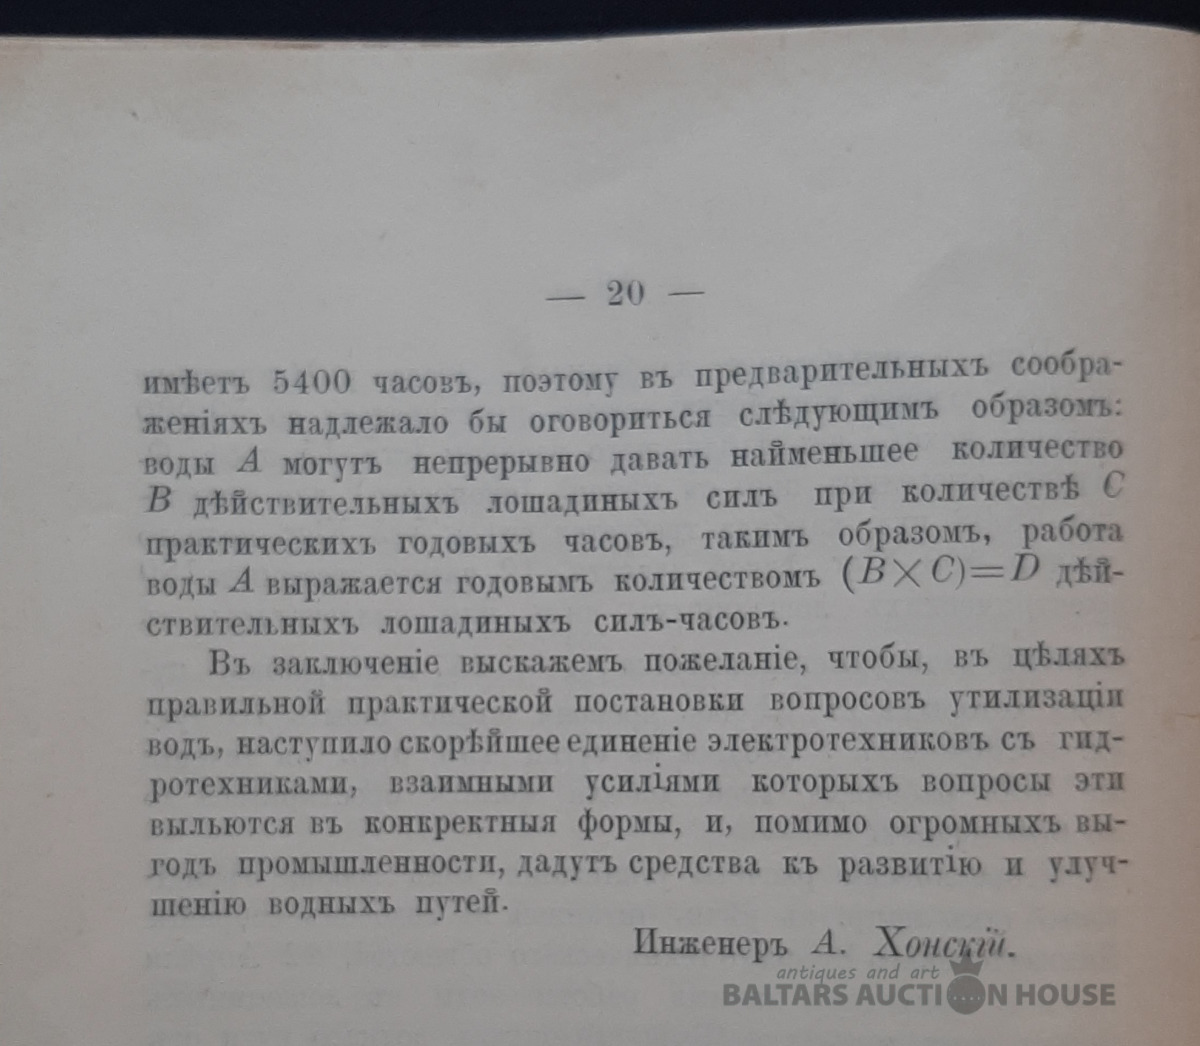 — 20 —
имѣетъ 5400 часовъ, поэтому въ предварительныхъ сообра-
женіяхъ надлежало бы оговориться слѣдующимъ образомъ:
воды A могутъ непрерывно давать найменьшее количество
B дѣйствительныхъ лошадиныхъ силъ при количествѣ C
практическихъ годовыхъ часовъ, такимъ образомъ, работа
воды A выражается годовымъ количествомъ (B×C)=D дѣй-
ствительныхъ лошадиныхъ силъ-часовъ.
Въ заключеніе выскажемъ пожеланіе, чтобы, въ цѣляхъ
правильной практической постановки вопросовъ утилизаціи
водъ, наступило скорѣйшее единеніе электротехниковъ съ гид-
ротехниками, взаимными усиліями которыхъ вопросы эти
выльются въ конкректныя формы, и, помимо огромныхъ вы-
годъ промышленности, дадутъ средства къ развитію и улуч-
шенію водныхъ путей.
Инженеръ А. Хонскій.
antiques and art
BALTARS AUCTION HOUSE